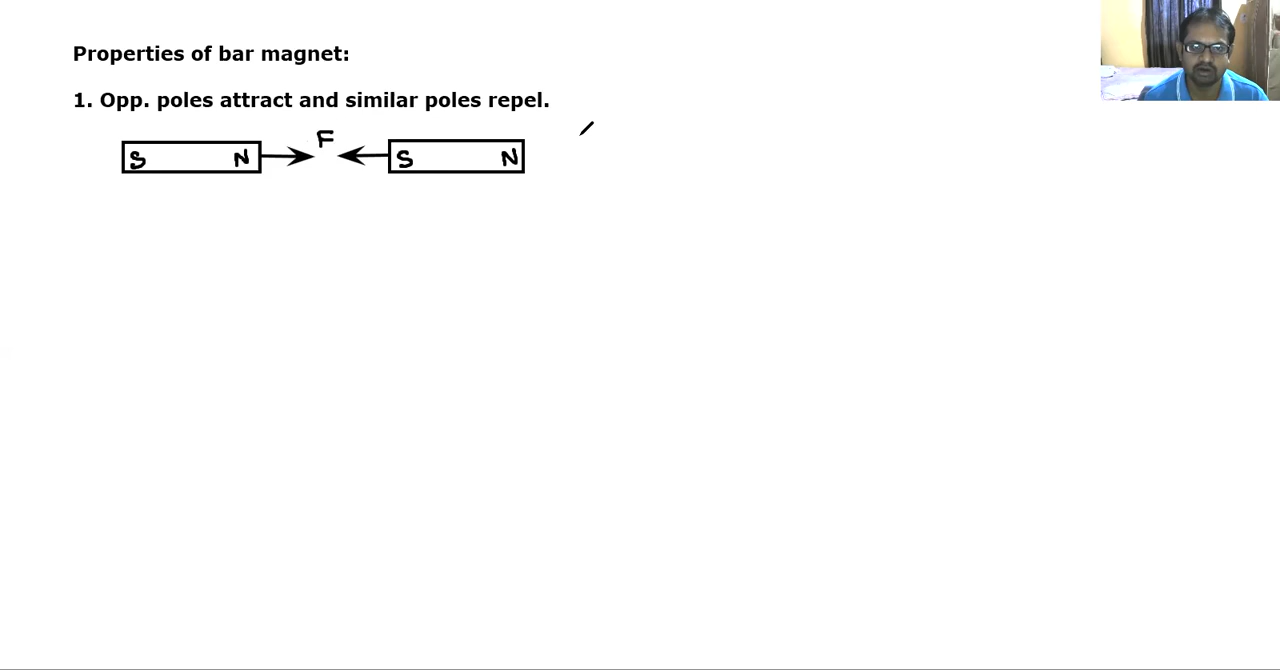 Properties of bar magnet:
1. Opp. poles attract and similar poles repel.
F
S N S N